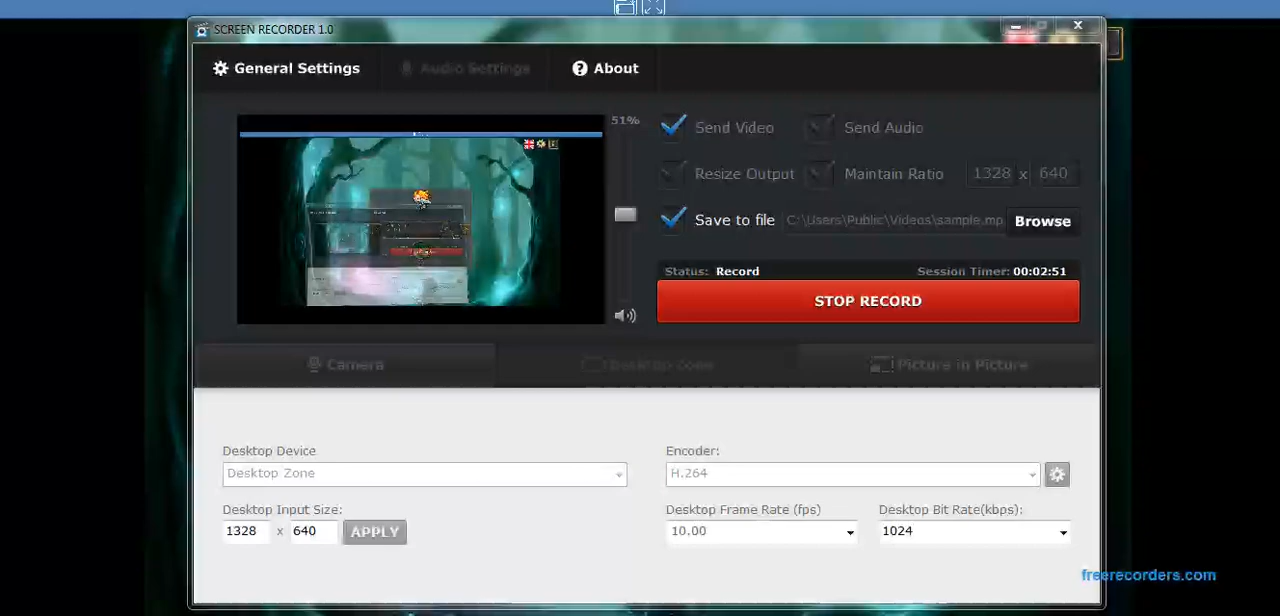 SCREEN RECORDER 1.0
General Settings
Audio Settings
About
51%
Send Video
Send Audio
Resize Output
Maintain Ratio
1328 x 640
Save to file
C:\Users\Public\Videos\sample.mp
Browse
Status: Record
Session Timer: 00:02:51
STOP RECORD
Camera
Desktop Zone
Picture in Picture
Desktop Device
Encoder:
Desktop Zone
H.264
Desktop Input Size:
Desktop Frame Rate (fps)
Desktop Bit Rate(kbps):
1328 x 640 APPLY
10.00
1024
freerecorders.com